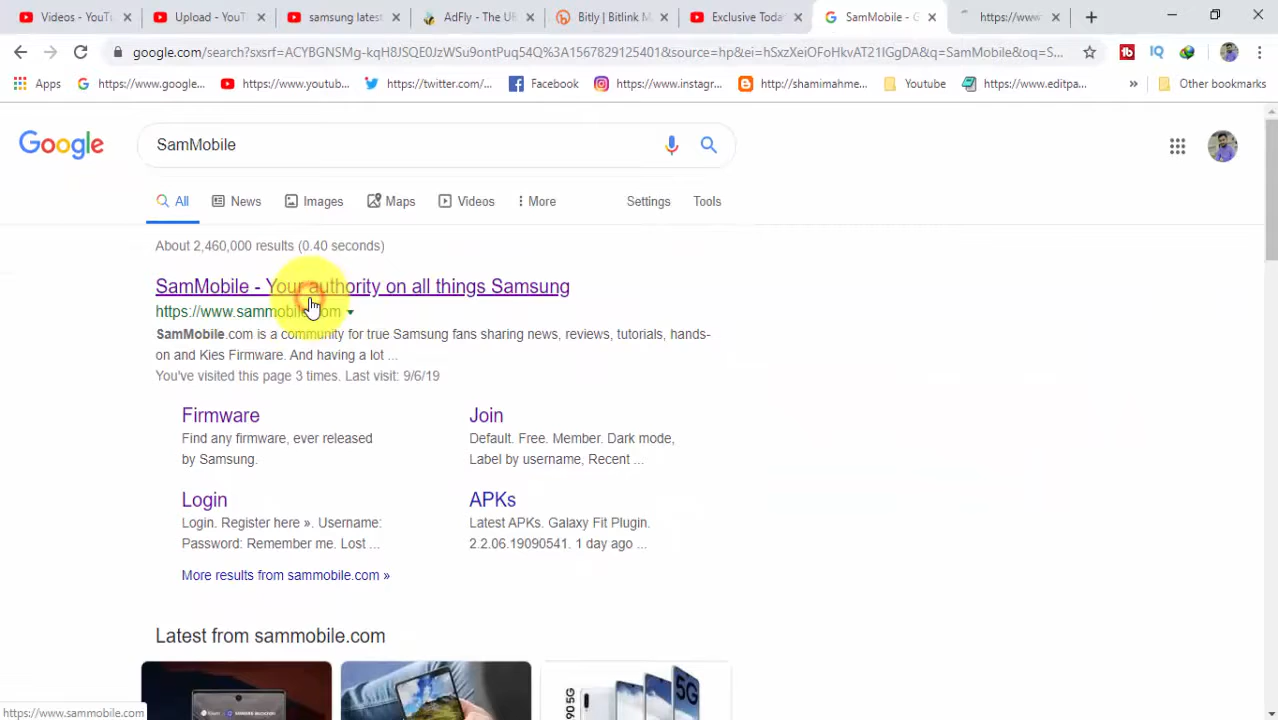 Videos - YouTu
Upload - YouTu
samsung latest
AdFly - The UR
Bitly | Bitlink M
Exclusive Today
SamMobile - G
https://www
google.com/search?sxsrf=ACYBGNSMg-kqH8JSQE0JzWSu9ontPuq54Q%3A1567829125401&source=hp&ei=hSxzXeiOFoHkvAT21IGgDA&q=SamMobile&oq=S...
Apps
https://www.google...
https://www.youtube...
https://twitter.com/...
Facebook
https://www.instagr...
http://shamimahme...
Youtube
https://www.editpa...
»
Other bookmarks
Google
SamMobile
All
News
Images
Maps
Videos
More
Settings
Tools
About 2,460,000 results (0.40 seconds)
SamMobile - Your authority on all things Samsung
https://www.sammobile.com
SamMobile.com is a community for true Samsung fans sharing news, reviews, tutorials, hands-
on and Kies Firmware. And having a lot ...
You've visited this page 3 times. Last visit: 9/6/19
Firmware
Find any firmware, ever released
by Samsung.
Join
Default. Free. Member. Dark mode,
Label by username, Recent ...
Login
Login. Register here ». Username:
Password: Remember me. Lost ...
APKs
Latest APKs. Galaxy Fit Plugin.
2.2.06.19090541. 1 day ago ...
More results from sammobile.com »
Latest from sammobile.com
5G
90 5G
https://www.sammobile.com